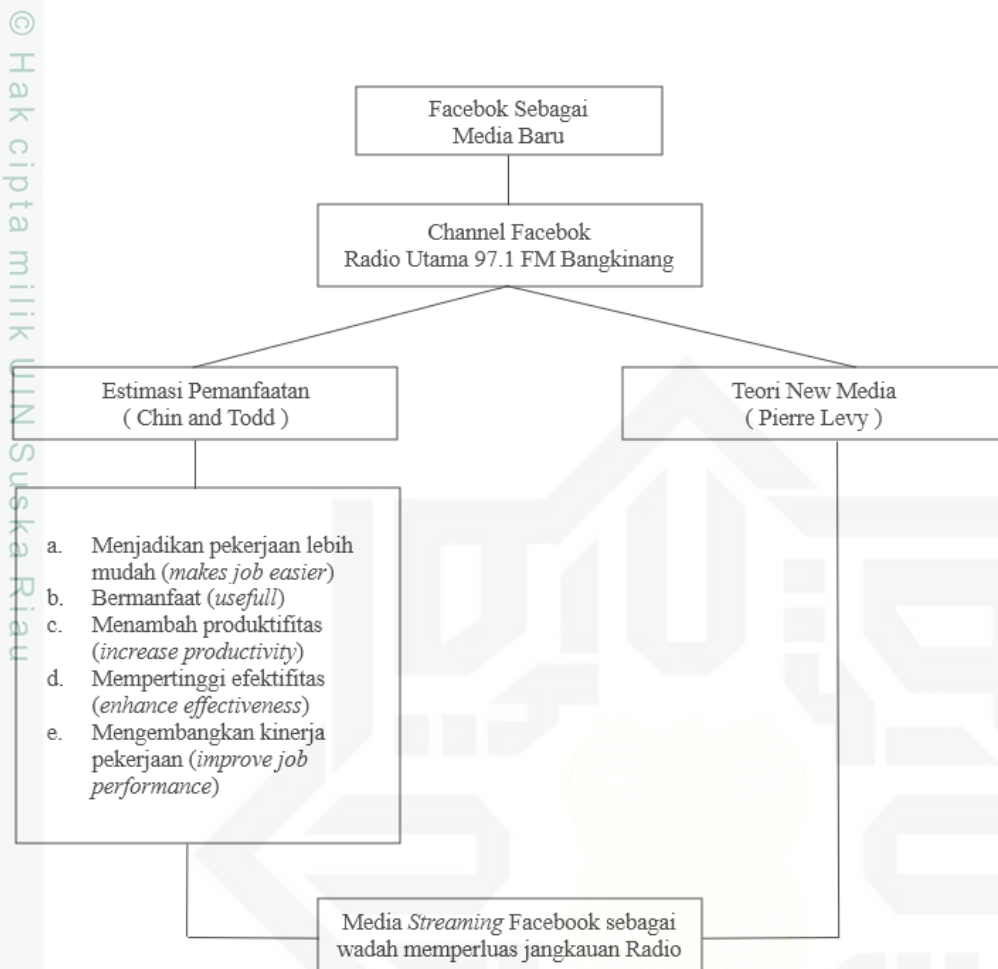 © Hak cipta milik UIN Suska Riau
Facebok Sebagai
Media Baru
Channel Facebok
Radio Utama 97.1 FM Bangkinang
Estimasi Pemanfaatan
( Chin and Todd )
Teori New Media
( Pierre Levy )
a. Menjadikan pekerjaan lebih
mudah (makes job easier)
b. Bermanfaat (usefull)
c. Menambah produktifitas
(increase productivity)
d. Mempertinggi efektifitas
(enhance effectiveness)
e. Mengembangkan kinerja
pekerjaan (improve job
performance)
Media Streaming Facebook sebagai
wadah memperluas jangkauan Radio